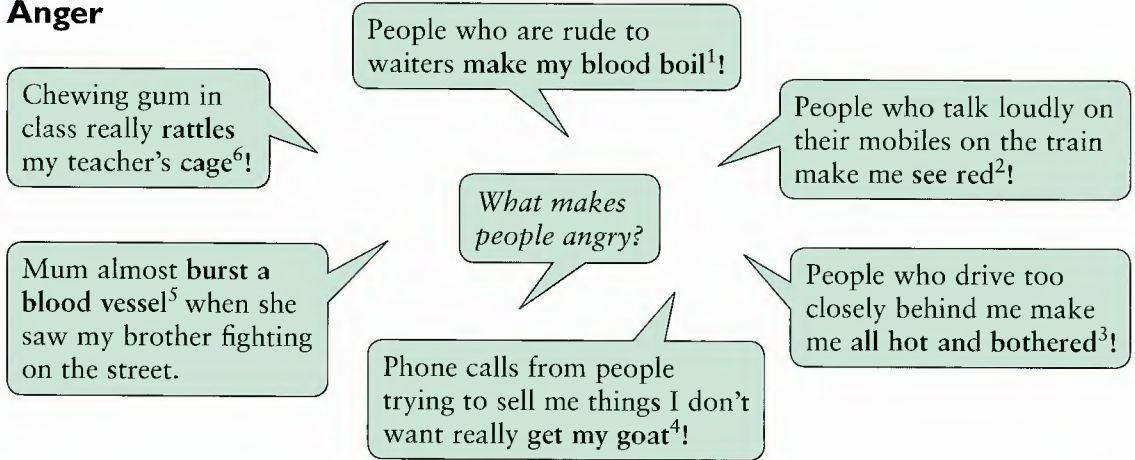 Anger
People who are rude to
waiters make my blood boil¹!
Chewing gum in
class really rattles
my teacher's cage⁶!
People who talk loudly on
their mobiles on the train
make me see red²!
What makes
people angry?
Mum almost burst a
blood vessel⁵ when she
saw my brother fighting
on the street.
People who drive too
closely behind me make
me all hot and bothered³!
Phone calls from people
trying to sell me things I don't
want really get my goat⁴!